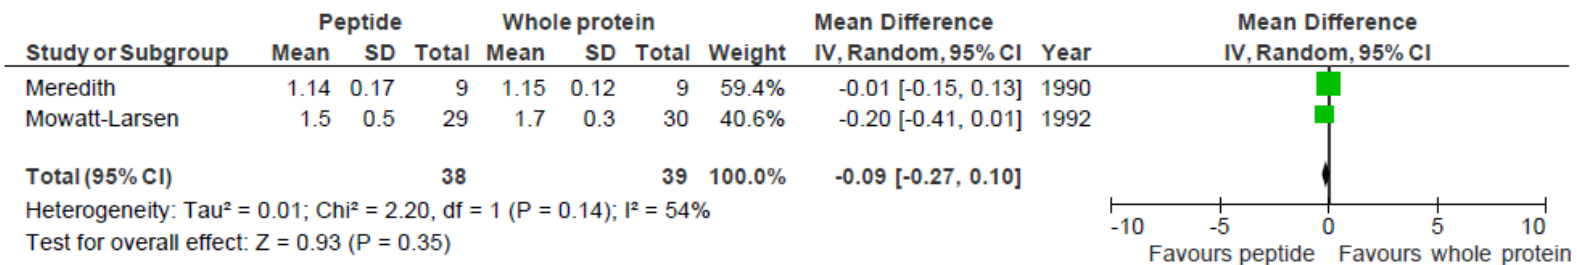 Peptide Whole protein Mean Difference Mean Difference
Study or Subgroup Mean SD Total Mean SD Total Weight IV, Random, 95% CI Year IV, Random, 95% CI
Meredith 1.14 0.17 9 1.15 0.12 9 59.4% -0.01 [-0.15, 0.13] 1990
Mowatt-Larsen 1.5 0.5 29 1.7 0.3 30 40.6% -0.20 [-0.41, 0.01] 1992
Total (95% CI) 38 39 100.0% -0.09 [-0.27, 0.10]
Heterogeneity: Tau² = 0.01; Chi² = 2.20, df = 1 (P = 0.14); I² = 54%
Test for overall effect: Z = 0.93 (P = 0.35)
-10 -5 0 5 10
Favours peptide Favours whole protein